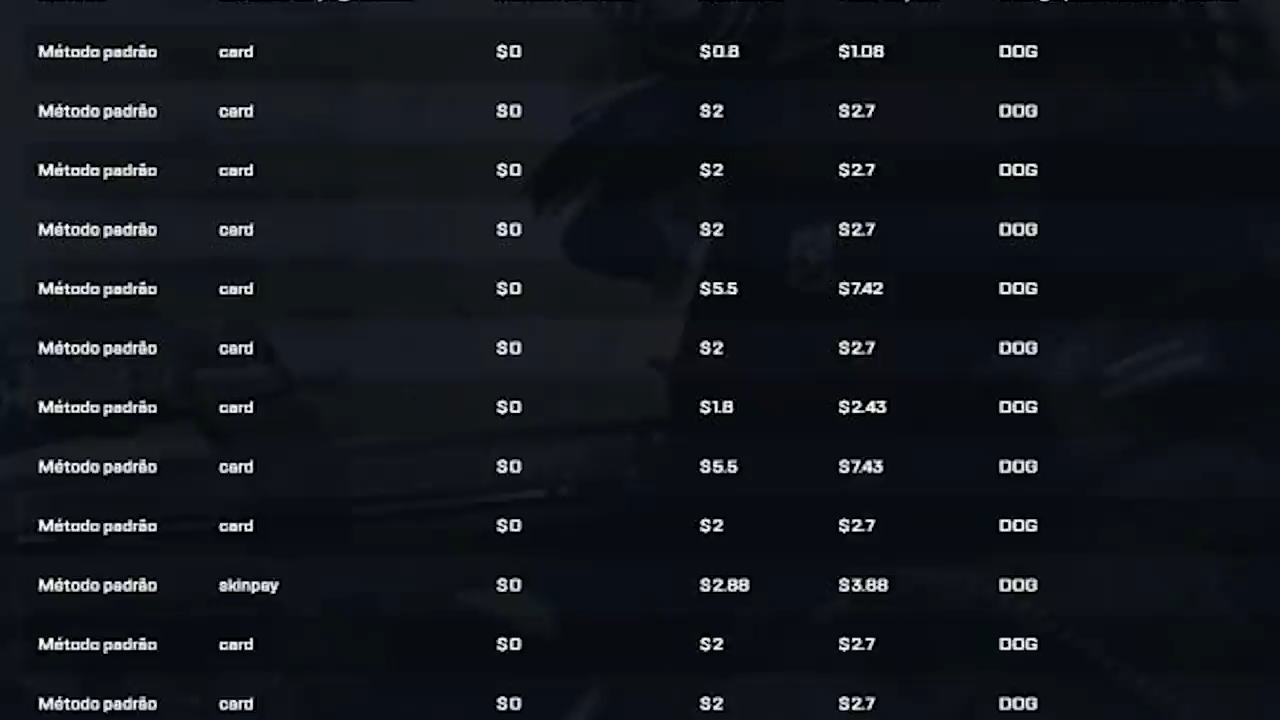 Método padrão card $0 $0.8 $1.08 DOG
Método padrão card $0 $2 $2.7 DOG
Método padrão card $0 $2 $2.7 DOG
Método padrão card $0 $2 $2.7 DOG
Método padrão card $0 $5.5 $7.42 DOG
Método padrão card $0 $2 $2.7 DOG
Método padrão card $0 $1.8 $2.43 DOG
Método padrão card $0 $5.5 $7.43 DOG
Método padrão card $0 $2 $2.7 DOG
Método padrão skinpay $0 $2.88 $3.88 DOG
Método padrão card $0 $2 $2.7 DOG
Método padrão card $0 $2 $2.7 DOG